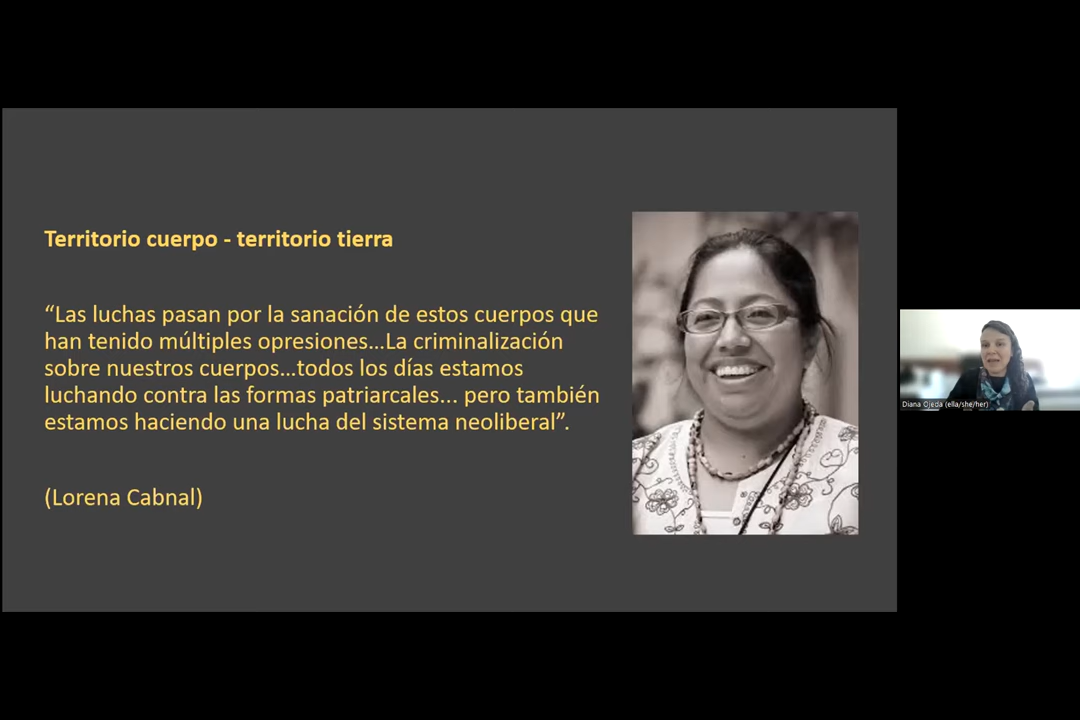 Territorio cuerpo - territorio tierra
“Las luchas pasan por la sanación de estos cuerpos que
han tenido múltiples opresiones...La criminalización
sobre nuestros cuerpos...todos los días estamos
luchando contra las formas patriarcales... pero también
estamos haciendo una lucha del sistema neoliberal”.
(Lorena Cabnal)
Diana Ojeda (ella/she/her)